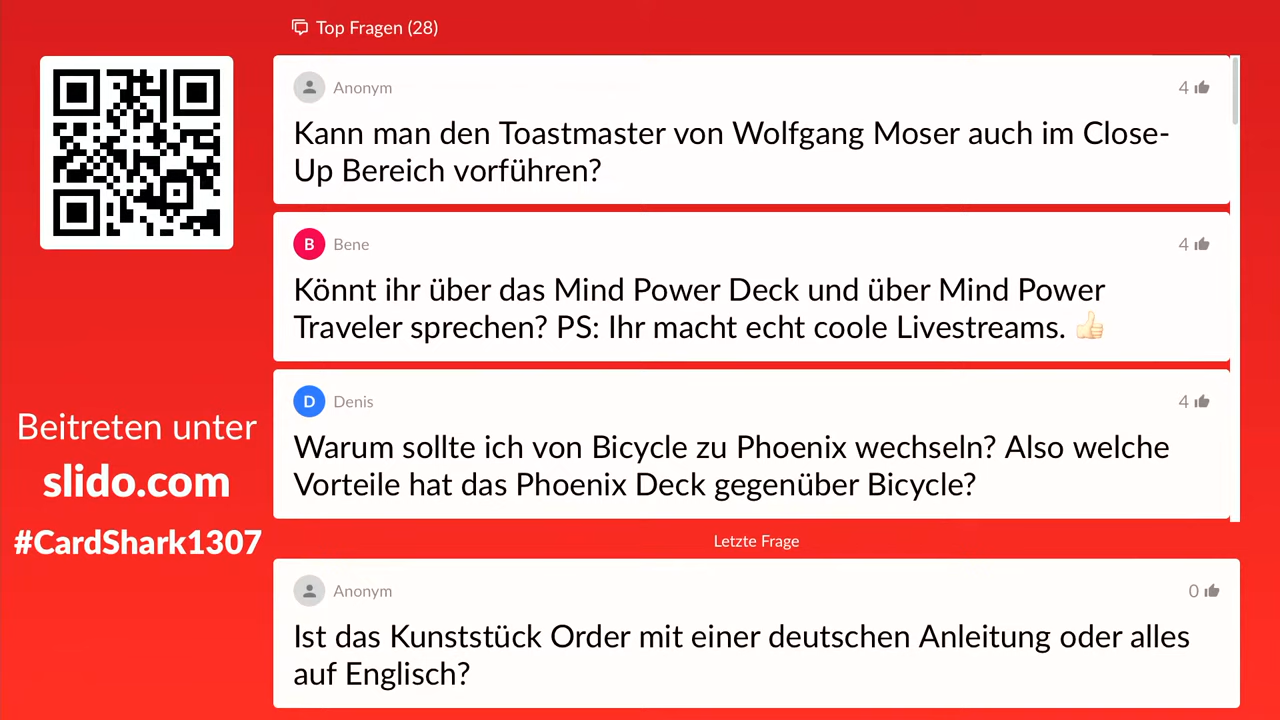 Top Fragen (28)
Anonym
4
Kann man den Toastmaster von Wolfgang Moser auch im Close-
Up Bereich vorführen?
B Bene
4
Könnt ihr über das Mind Power Deck und über Mind Power
Traveler sprechen? PS: Ihr macht echt coole Livestreams. 👍🏻
D Denis
4
Warum sollte ich von Bicycle zu Phoenix wechseln? Also welche
Vorteile hat das Phoenix Deck gegenüber Bicycle?
Beitreten unter
slido.com
#CardShark1307
Letzte Frage
Anonym
0
Ist das Kunststück Order mit einer deutschen Anleitung oder alles
auf Englisch?